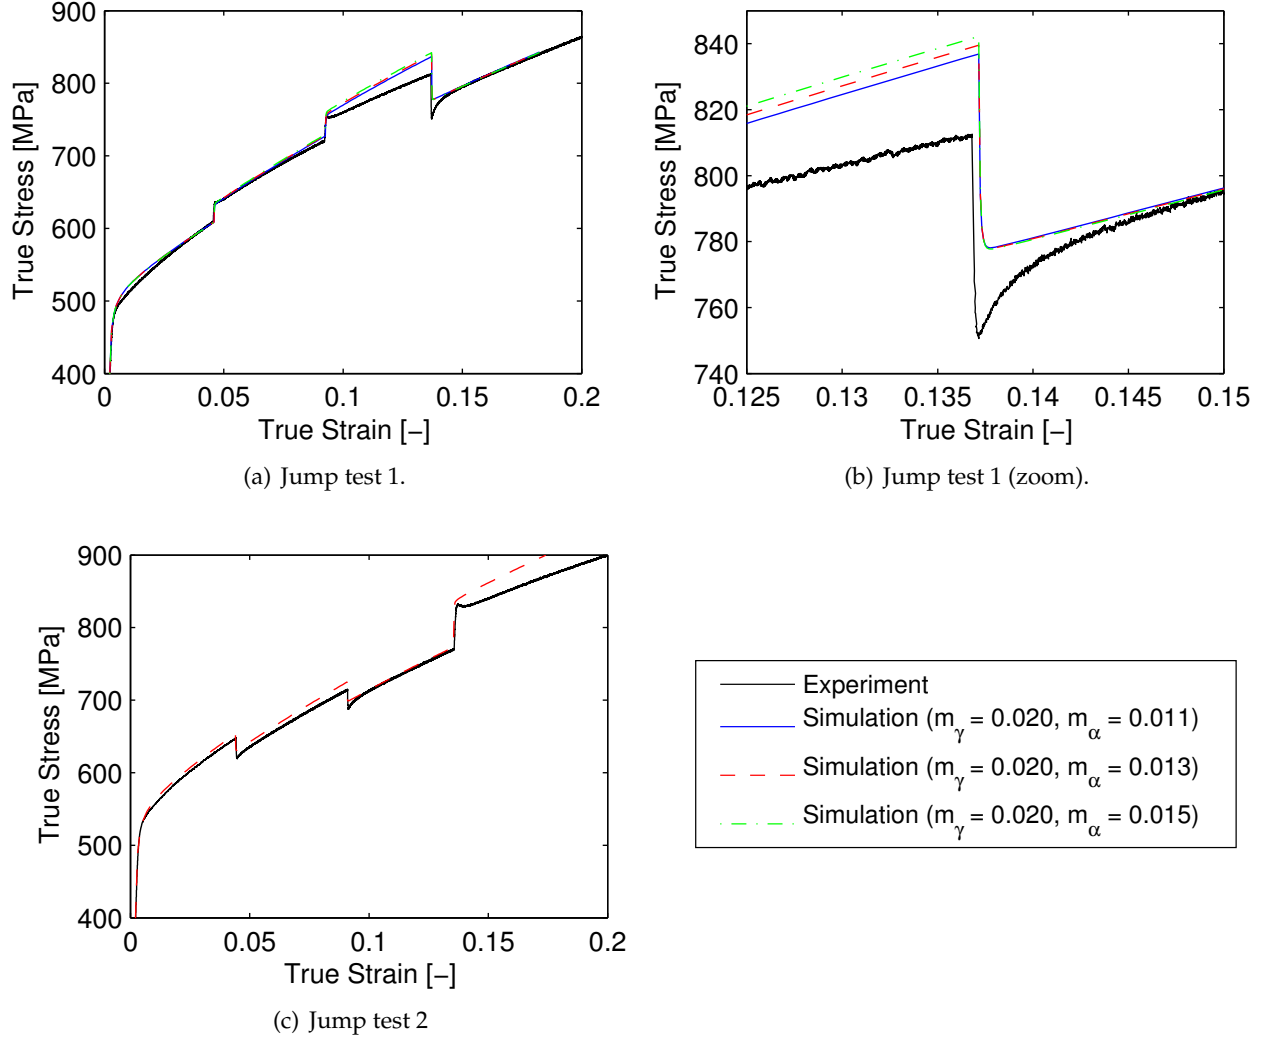 900
800
700
600
500
400
True Stress [MPa]
0 0.05 0.1 0.15 0.2
True Strain [−]
(a) Jump test 1.
840
820
800
780
760
740
True Stress [MPa]
0.125 0.13 0.135 0.14 0.145 0.15
True Strain [−]
(b) Jump test 1 (zoom).
900
800
700
600
500
400
True Stress [MPa]
0 0.05 0.1 0.15 0.2
True Strain [−]
(c) Jump test 2
Experiment
Simulation (mγ = 0.020, mα = 0.011)
Simulation (mγ = 0.020, mα = 0.013)
Simulation (mγ = 0.020, mα = 0.015)